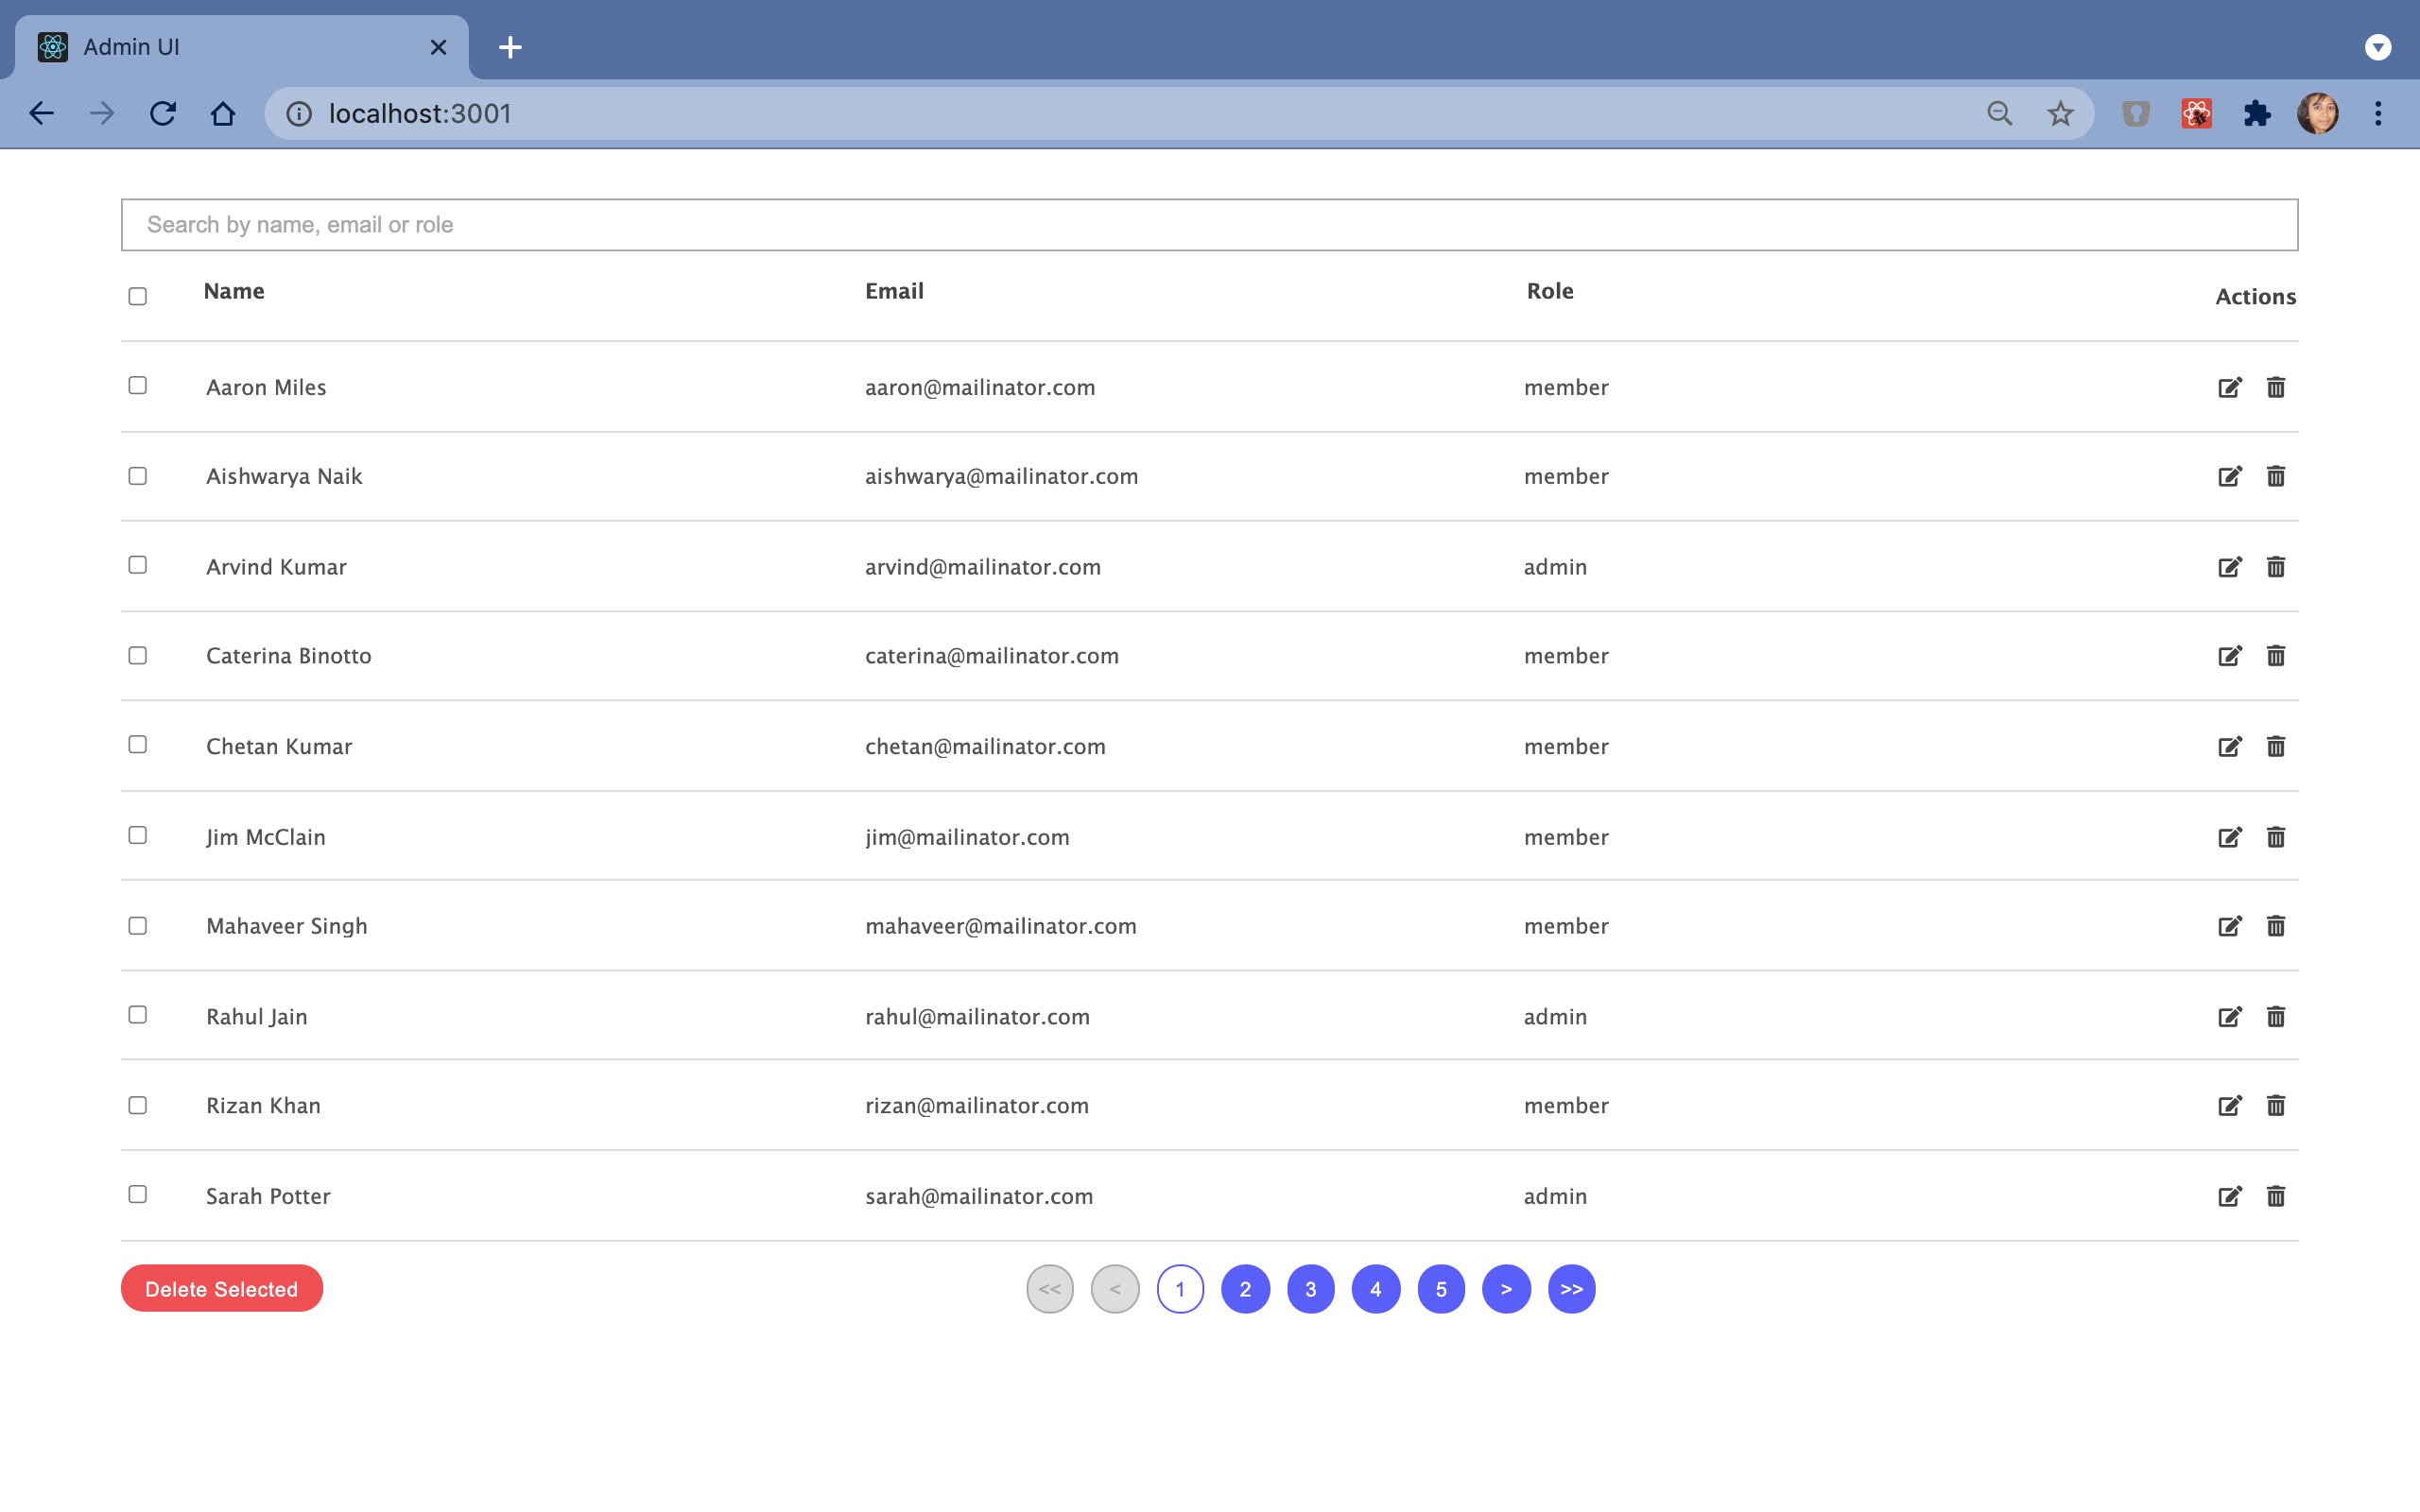 Admin UI
localhost:3001
Search by name, email or role
Name Email Role Actions
Aaron Miles aaron@mailinator.com member
Aishwarya Naik aishwarya@mailinator.com member
Arvind Kumar arvind@mailinator.com admin
Caterina Binotto caterina@mailinator.com member
Chetan Kumar chetan@mailinator.com member
Jim McClain jim@mailinator.com member
Mahaveer Singh mahaveer@mailinator.com member
Rahul Jain rahul@mailinator.com admin
Rizan Khan rizan@mailinator.com member
Sarah Potter sarah@mailinator.com admin
Delete Selected << < 1 2 3 4 5 > >>